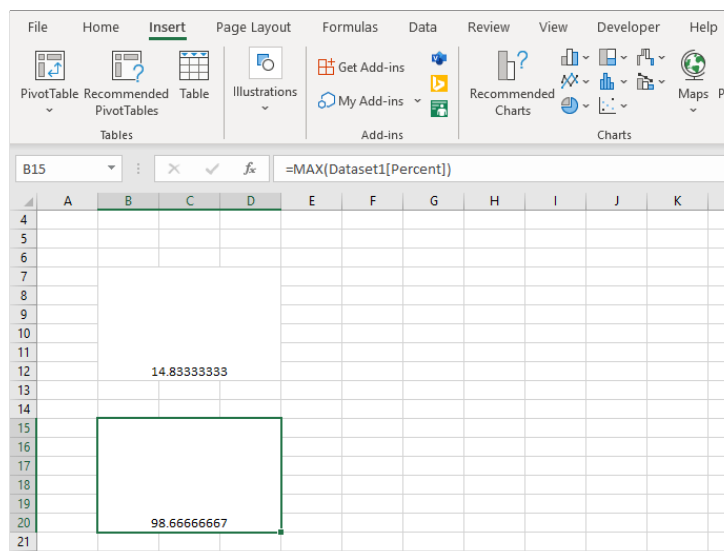 File Home Insert Page Layout Formulas Data Review View Developer Help
PivotTable Recommended PivotTables Table
Illustrations
Get Add-ins
My Add-ins
Recommended Charts
Maps P
Tables Add-ins Charts
B15 fx =MAX(Dataset1[Percent])
A B C D E F G H I J K
4
5
6
7
8
9
10
11
12 14.83333333
13
14
15
16
17
18
19
20 98.66666667
21